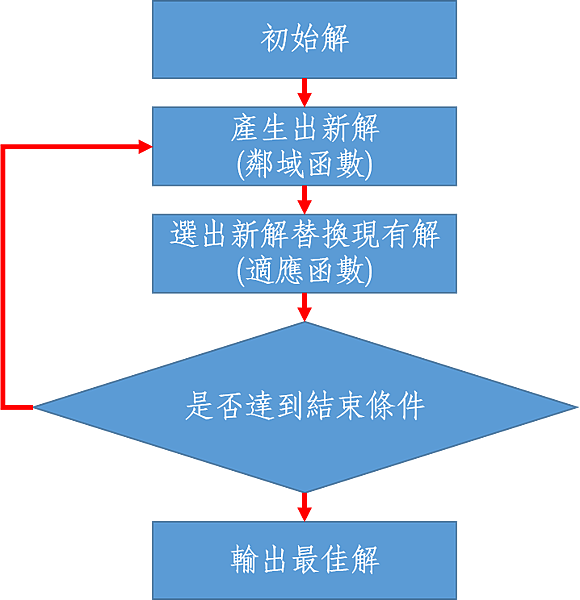 初始解
產生出新解
(鄰域函數)
選出新解替換現有解
(適應函數)
是否達到結束條件
輸出最佳解